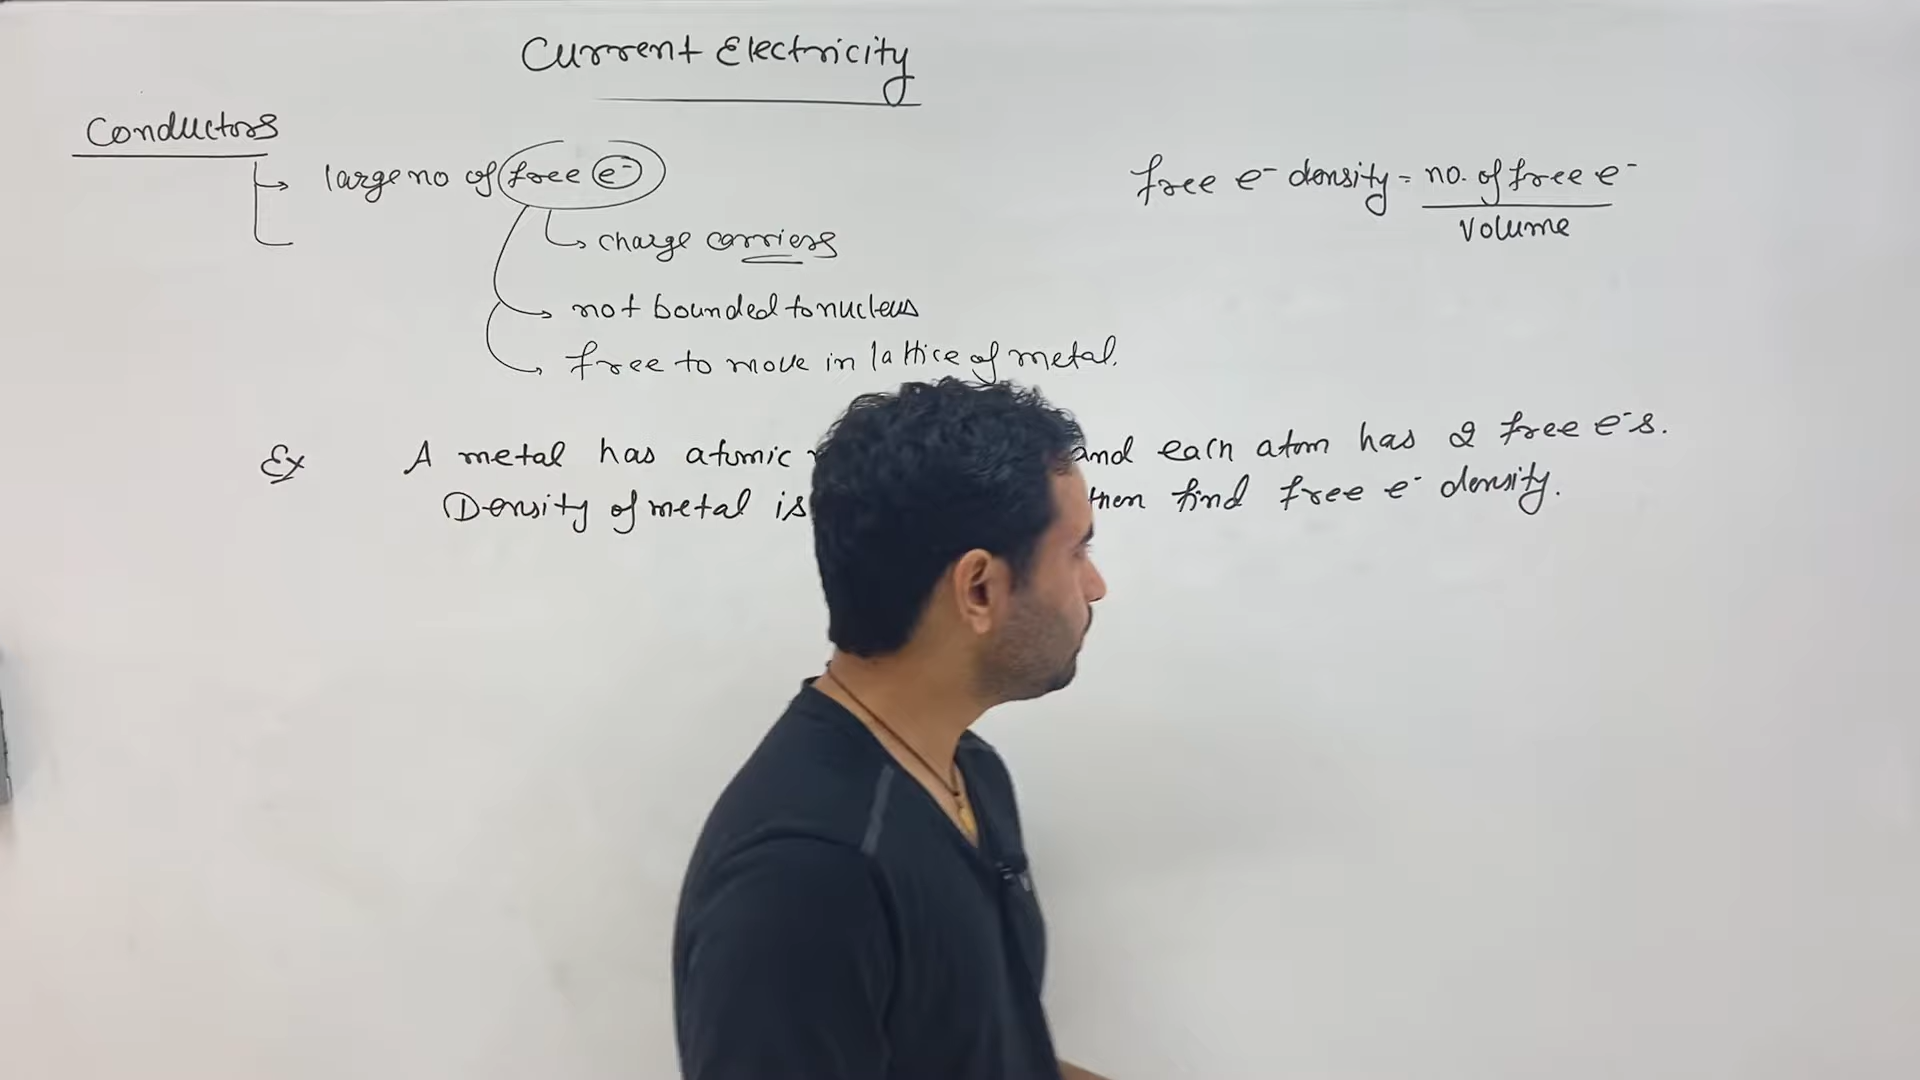 Current Electricity
Conductors
large no of free e⁻
free e⁻ density = no. of free e⁻
volume
charge carriers
not bounded to nucleus
free to move in lattice of metal.
Ex A metal has atomic and each atom has 2 free e⁻s.
Density of metal is then find free e⁻ density.